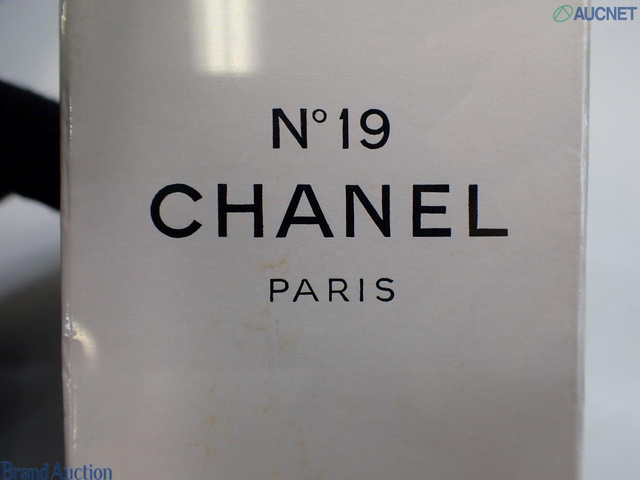 AUCNET
N°19
CHANEL
PARIS
Brand Auction